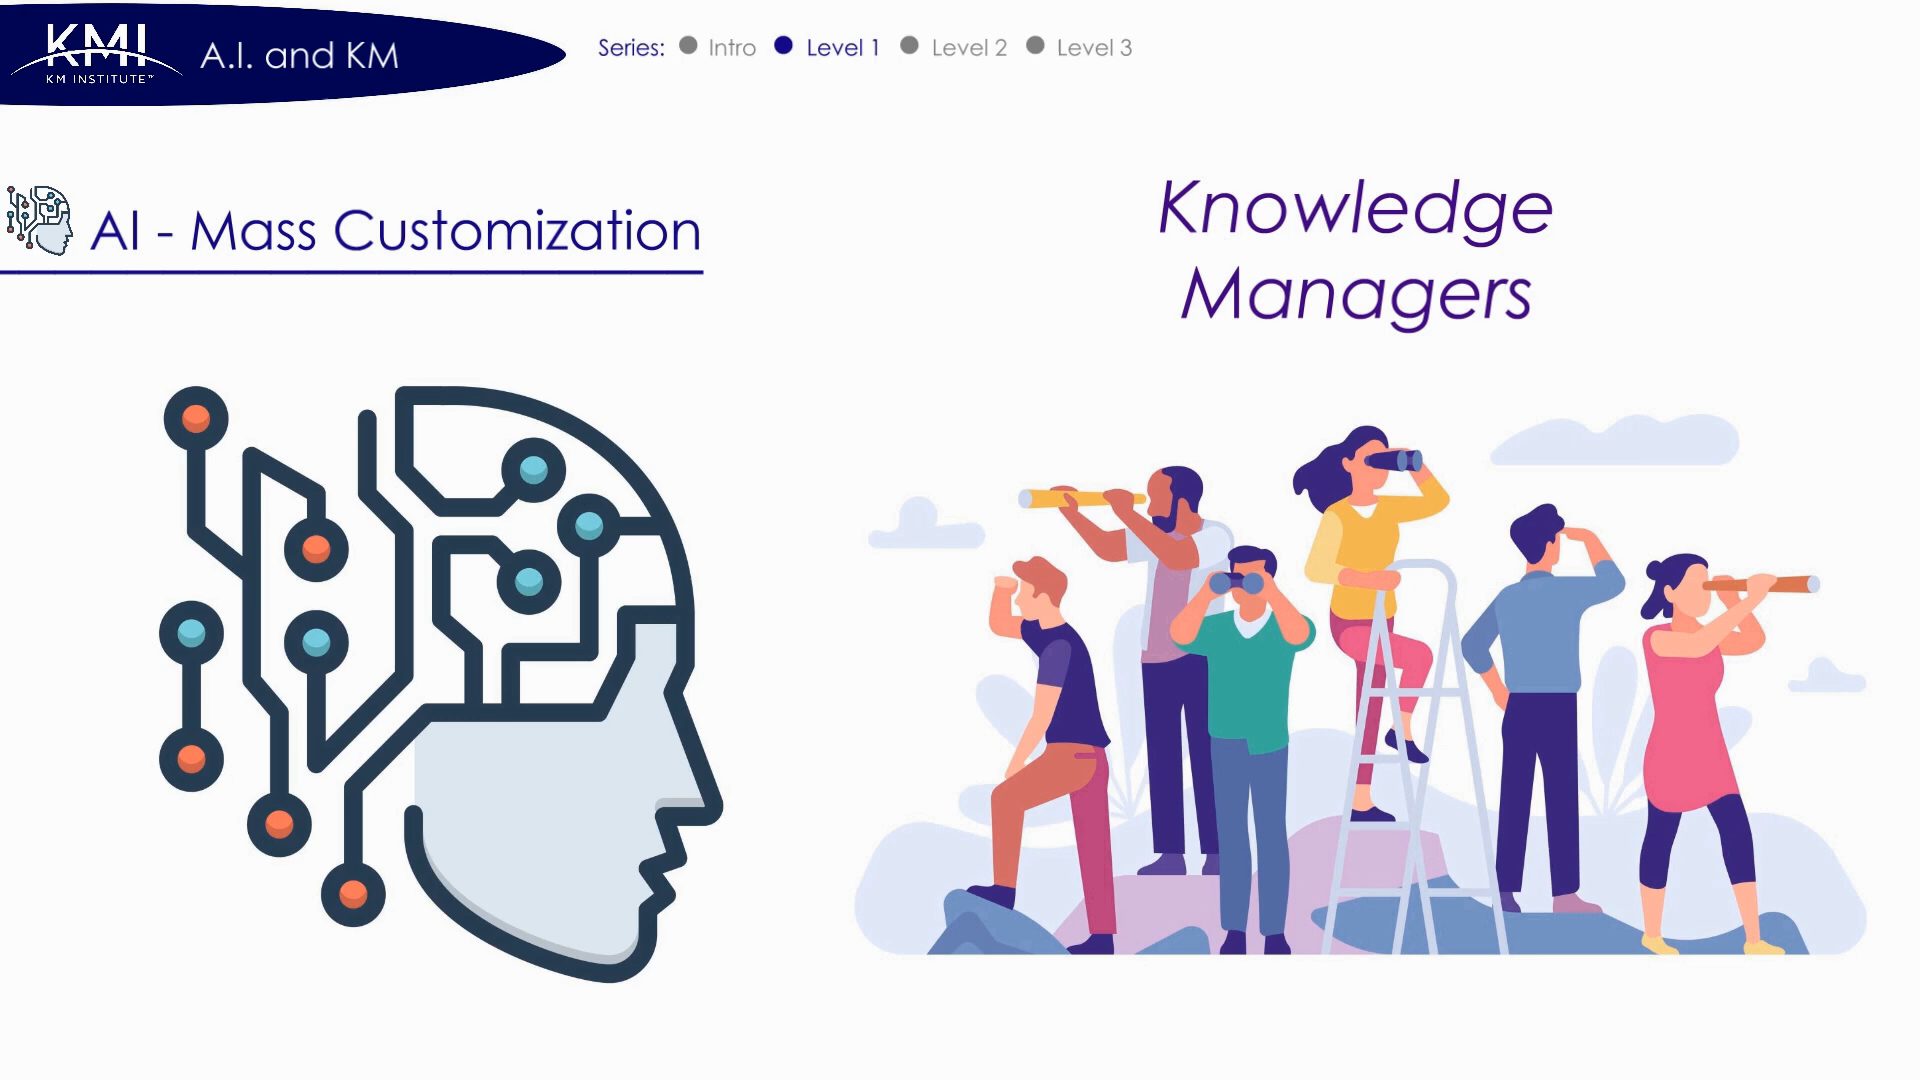 KMI
KM INSTITUTE™
A.I. and KM
Series: Intro Level 1 Level 2 Level 3
AI - Mass Customization
Knowledge
Managers